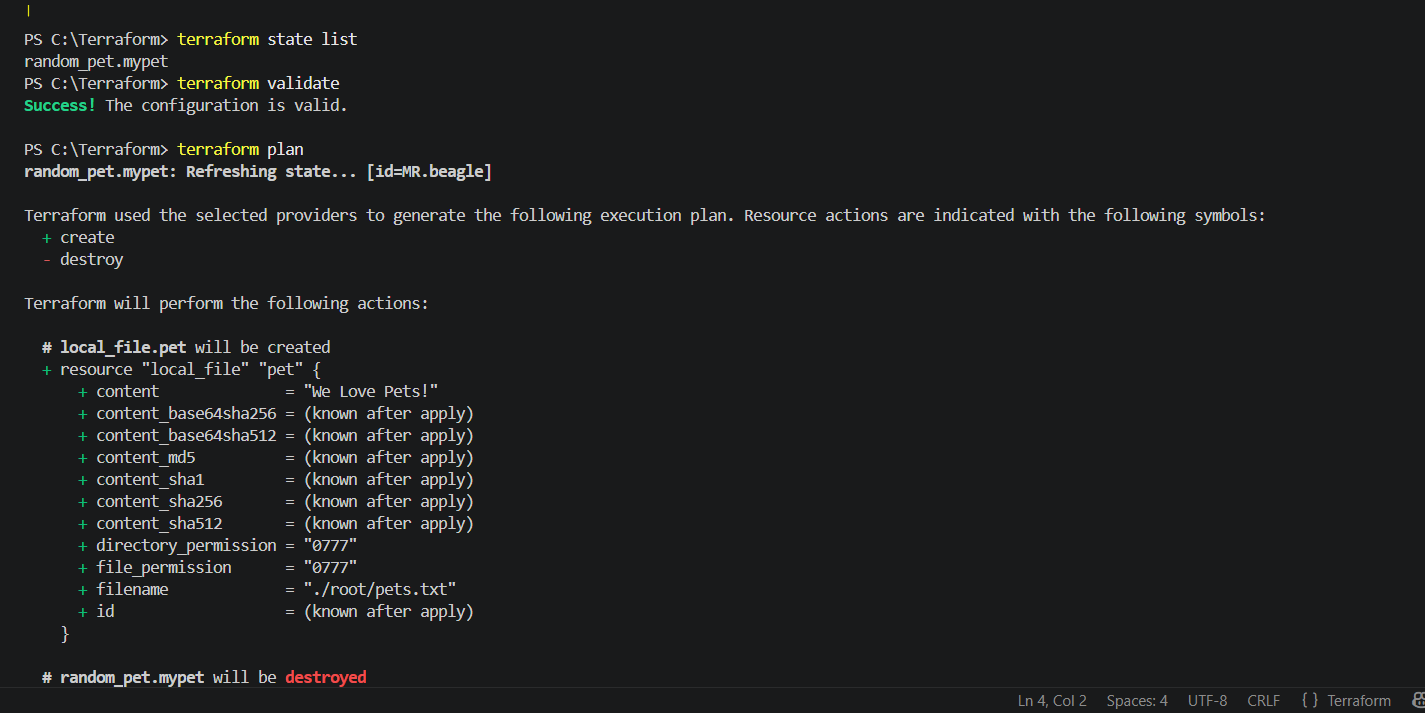 PS C:\Terraform> terraform state list
random_pet.mypet
PS C:\Terraform> terraform validate
Success! The configuration is valid.
PS C:\Terraform> terraform plan
random_pet.mypet: Refreshing state... [id=MR.beagle]
Terraform used the selected providers to generate the following execution plan. Resource actions are indicated with the following symbols:
+ create
- destroy
Terraform will perform the following actions:
# local_file.pet will be created
+ resource "local_file" "pet" {
+ content = "We Love Pets!"
+ content_base64sha256 = (known after apply)
+ content_base64sha512 = (known after apply)
+ content_md5 = (known after apply)
+ content_sha1 = (known after apply)
+ content_sha256 = (known after apply)
+ content_sha512 = (known after apply)
+ directory_permission = "0777"
+ file_permission = "0777"
+ filename = "./root/pets.txt"
+ id = (known after apply)
}
# random_pet.mypet will be destroyed
Ln 4, Col 2 Spaces: 4 UTF-8 CRLF { } Terraform